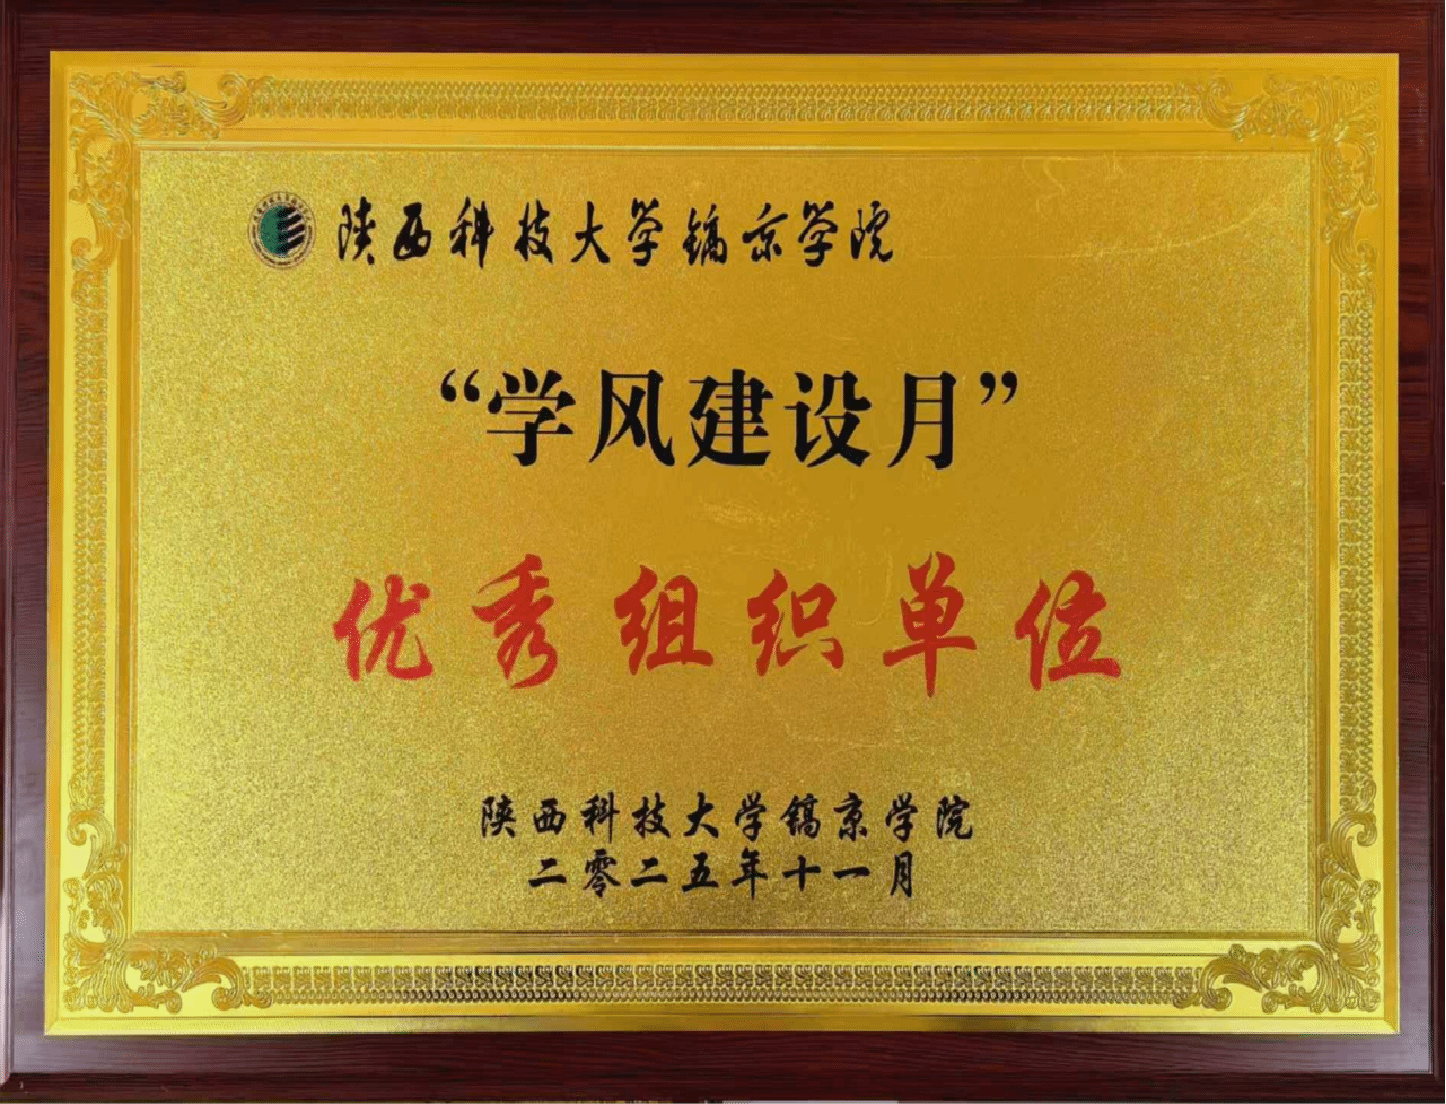 陕西科技大学镐京学院
“学风建设月”
优秀组织单位
陕西科技大学镐京学院
二零二五年十一月